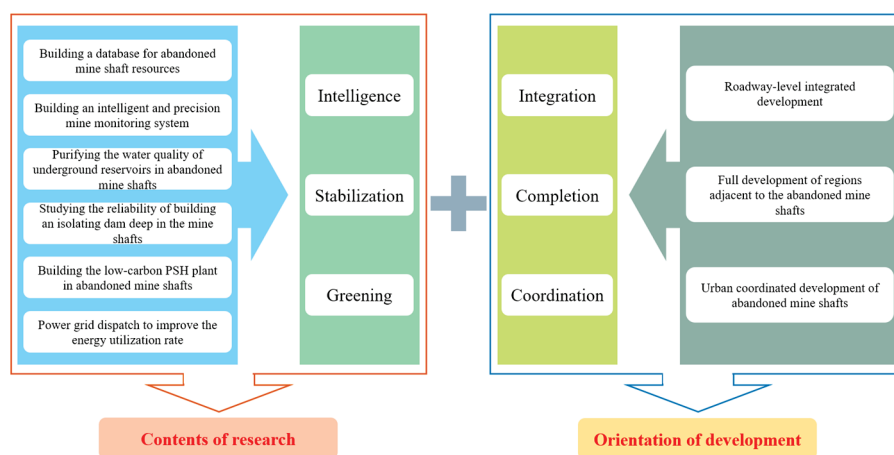 Building a database for abandoned
mine shaft resources
Building an intelligent and precision
mine monitoring system
Purifying the water quality of
underground reservoirs in abandoned
mine shafts
Studying the reliability of building
an isolating dam deep in the mine
shafts
Building the low-carbon PSH plant
in abandoned mine shafts
Power grid dispatch to improve the
energy utilization rate
Intelligence
Stabilization
Greening
Integration
Completion
Coordination
Roadway-level integrated
development
Full development of regions
adjacent to the abandoned mine
shafts
Urban coordinated development of
abandoned mine shafts
Contents of research
Orientation of development